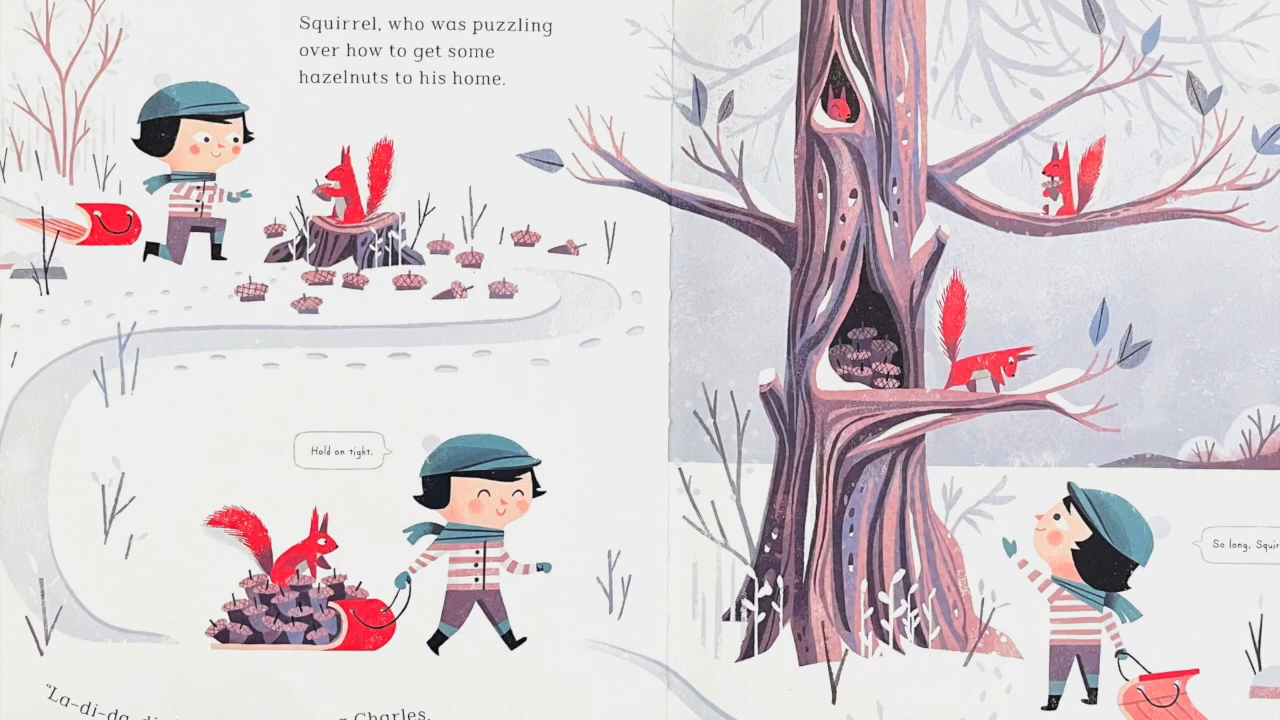 Squirrel, who was puzzling
over how to get some
hazelnuts to his home.
Hold on tight.
So long,
"La-di-da,
Charles.